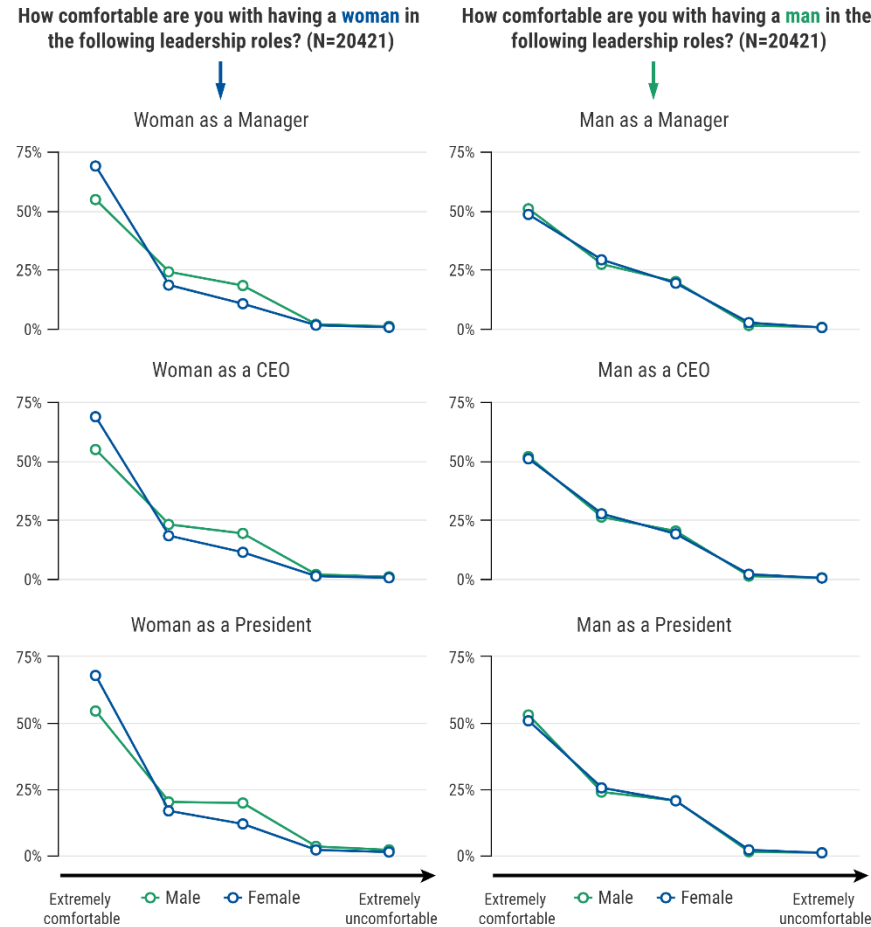 How comfortable are you with having a woman in
the following leadership roles? (N=20421)
How comfortable are you with having a man in the
following leadership roles? (N=20421)
Woman as a Manager
75%
50%
25%
0%
Man as a Manager
75%
50%
25%
0%
Woman as a CEO
75%
50%
25%
0%
Man as a CEO
75%
50%
25%
0%
Woman as a President
75%
50%
25%
0%
Man as a President
75%
50%
25%
0%
Extremely
comfortable
Male
Female
Extremely
uncomfortable
Extremely
comfortable
Male
Female
Extremely
uncomfortable